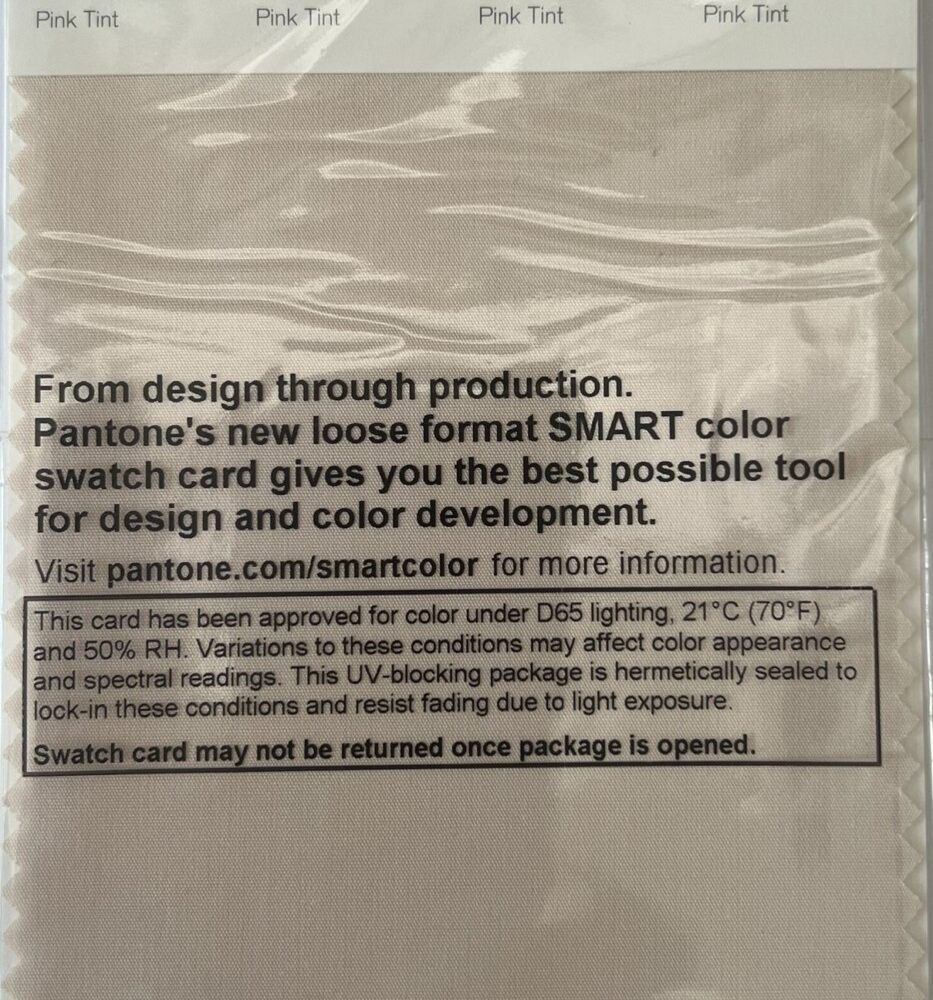 Pink Tint Pink Tint Pink Tint Pink Tint
From design through production.
Pantone's new loose format SMART color
swatch card gives you the best possible tool
for design and color development.
Visit pantone.com/smartcolor for more information.
This card has been approved for color under D65 lighting, 21°C (70°F)
and 50% RH. Variations to these conditions may affect color appearance
and spectral readings. This UV-blocking package is hermetically sealed to
lock-in these conditions and resist fading due to light exposure.
Swatch card may not be returned once package is opened.